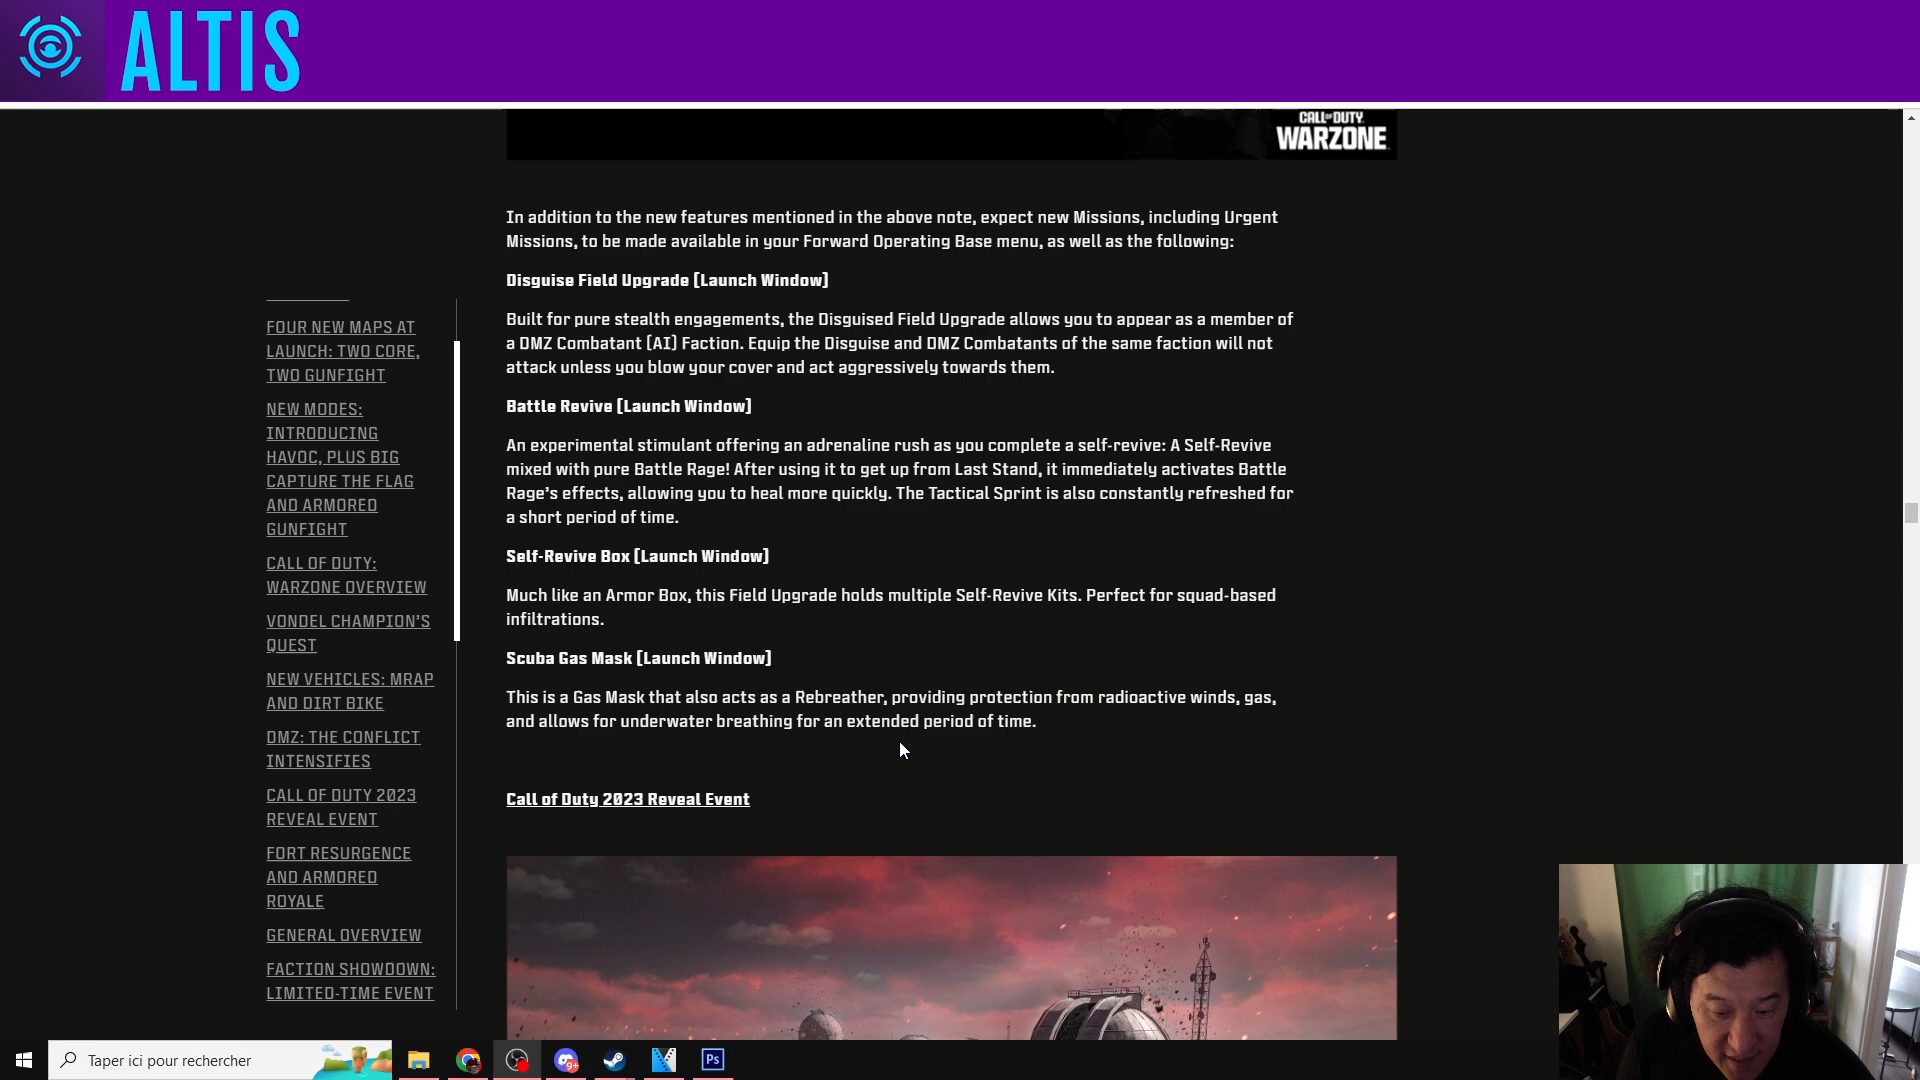 ALTIS
CALL OF DUTY
WARZONE
In addition to the new features mentioned in the above note, expect new Missions, including Urgent
Missions, to be made available in your Forward Operating Base menu, as well as the following:
Disguise Field Upgrade [Launch Window]
Built for pure stealth engagements, the Disguised Field Upgrade allows you to appear as a member of
a DMZ Combatant (AI) Faction. Equip the Disguise and DMZ Combatants of the same faction will not
attack unless you blow your cover and act aggressively towards them.
Battle Revive [Launch Window]
An experimental stimulant offering an adrenaline rush as you complete a self-revive: A Self-Revive
mixed with pure Battle Rage! After using it to get up from Last Stand, it immediately activates Battle
Rage's effects, allowing you to heal more quickly. The Tactical Sprint is also constantly refreshed for
a short period of time.
Self-Revive Box [Launch Window]
Much like an Armor Box, this Field Upgrade holds multiple Self-Revive Kits. Perfect for squad-based
infiltrations.
Scuba Gas Mask [Launch Window]
This is a Gas Mask that also acts as a Rebreather, providing protection from radioactive winds, gas,
and allows for underwater breathing for an extended period of time.
Call of Duty 2023 Reveal Event
FOUR NEW MAPS AT
LAUNCH: TWO CORE,
TWO GUNFIGHT
NEW MODES:
INTRODUCING
HAVOC, PLUS BIG
CAPTURE THE FLAG
AND ARMORED
GUNFIGHT
CALL OF DUTY:
WARZONE OVERVIEW
VONDEL CHAMPION'S
QUEST
NEW VEHICLES: MRAP
AND DIRT BIKE
DMZ: THE CONFLICT
INTENSIFIES
CALL OF DUTY 2023
REVEAL EVENT
FORT RESURGENCE
AND ARMORED
ROYALE
GENERAL OVERVIEW
FACTION SHOWDOWN:
LIMITED-TIME EVENT
Taper ici pour rechercher
9+
Ps